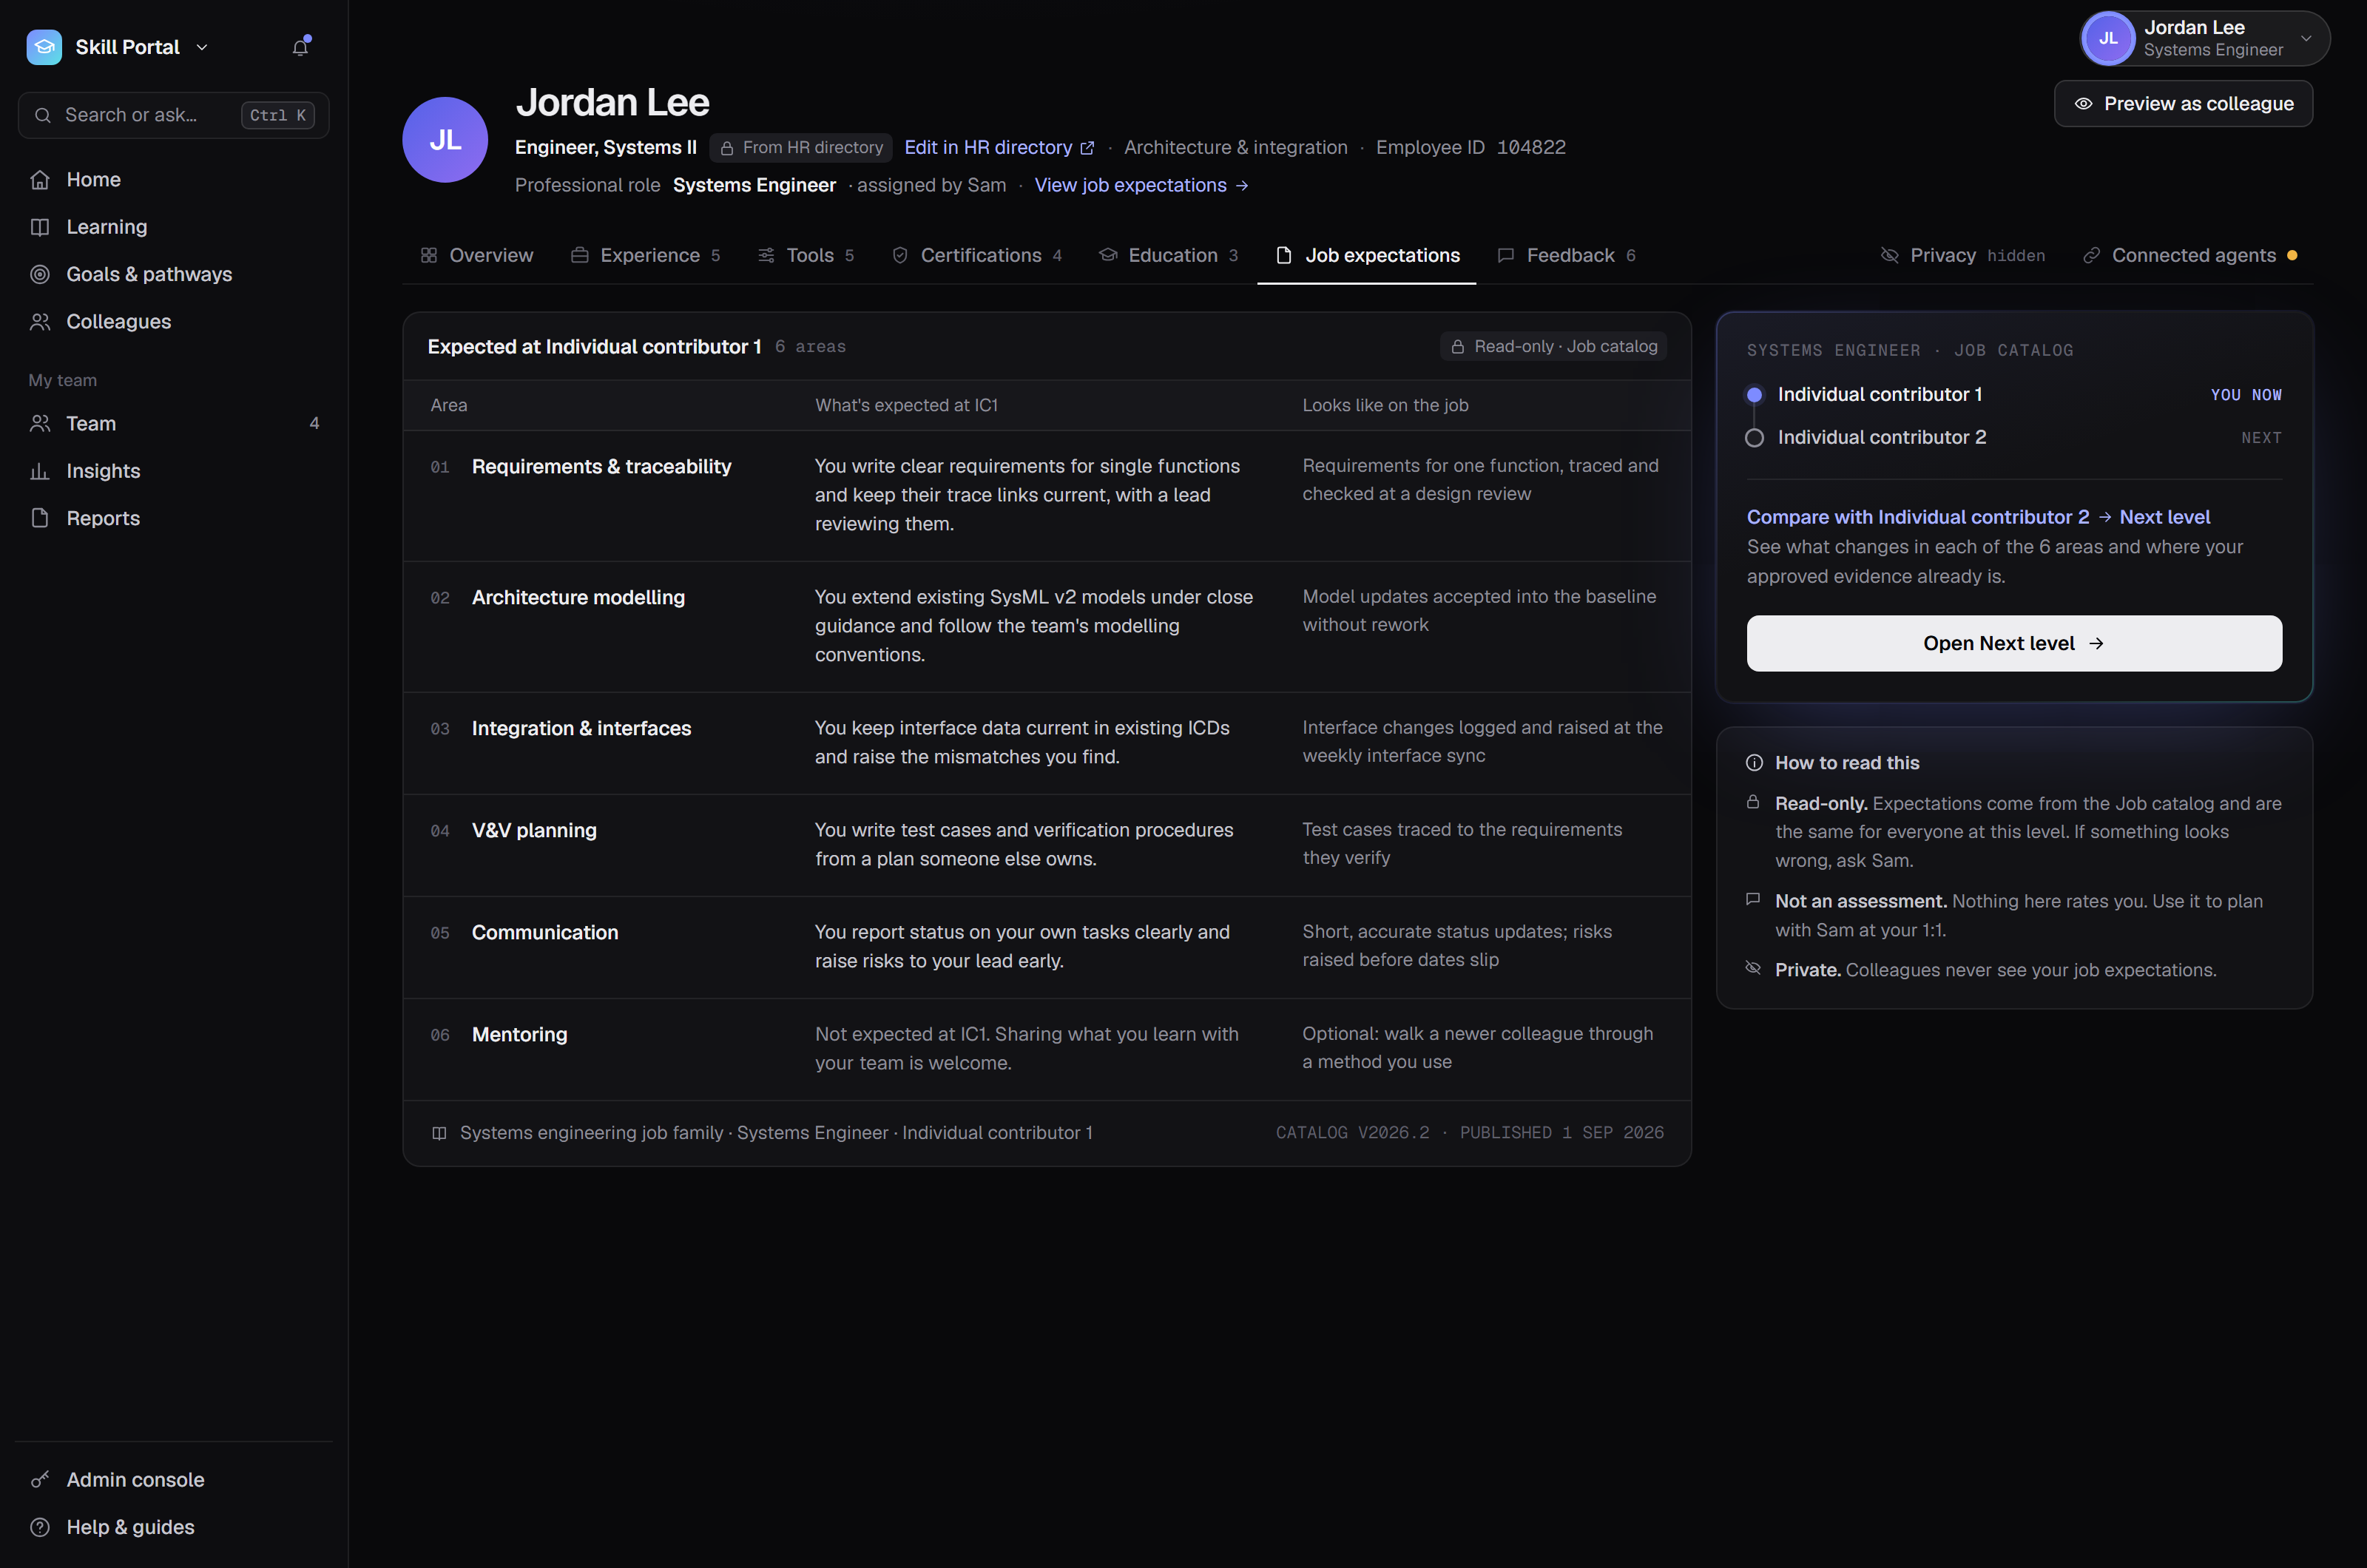 Skill Portal
Search or ask... Ctrl K
Home
Learning
Goals & pathways
Colleagues
My team
Team 4
Insights
Reports
Admin console
Help & guides
JL Jordan Lee
Systems Engineer
Preview as colleague
JL
Jordan Lee
Engineer, Systems II From HR directory Edit in HR directory · Architecture & integration · Employee ID 104822
Professional role Systems Engineer · assigned by Sam · View job expectations →
Overview Experience 5 Tools 5 Certifications 4 Education 3 Job expectations Feedback 6 Privacy hidden Connected agents
Expected at Individual contributor 1 6 areas Read-only · Job catalog
Area What's expected at IC1 Looks like on the job
01 Requirements & traceability
You write clear requirements for single functions
and keep their trace links current, with a lead
reviewing them.
Requirements for one function, traced and
checked at a design review
02 Architecture modelling
You extend existing SysML v2 models under close
guidance and follow the team's modelling
conventions.
Model updates accepted into the baseline
without rework
03 Integration & interfaces
You keep interface data current in existing ICDs
and raise the mismatches you find.
Interface changes logged and raised at the
weekly interface sync
04 V&V planning
You write test cases and verification procedures
from a plan someone else owns.
Test cases traced to the requirements
they verify
05 Communication
You report status on your own tasks clearly and
raise risks to your lead early.
Short, accurate status updates; risks
raised before dates slip
06 Mentoring
Not expected at IC1. Sharing what you learn with
your team is welcome.
Optional: walk a newer colleague through
a method you use
Systems engineering job family · Systems Engineer · Individual contributor 1 CATALOG V2026.2 · PUBLISHED 1 SEP 2026
SYSTEMS ENGINEER · JOB CATALOG
Individual contributor 1 YOU NOW
Individual contributor 2 NEXT
Compare with Individual contributor 2 → Next level
See what changes in each of the 6 areas and where your
approved evidence already is.
Open Next level →
How to read this
Read-only. Expectations come from the Job catalog and are
the same for everyone at this level. If something looks
wrong, ask Sam.
Not an assessment. Nothing here rates you. Use it to plan
with Sam at your 1:1.
Private. Colleagues never see your job expectations.